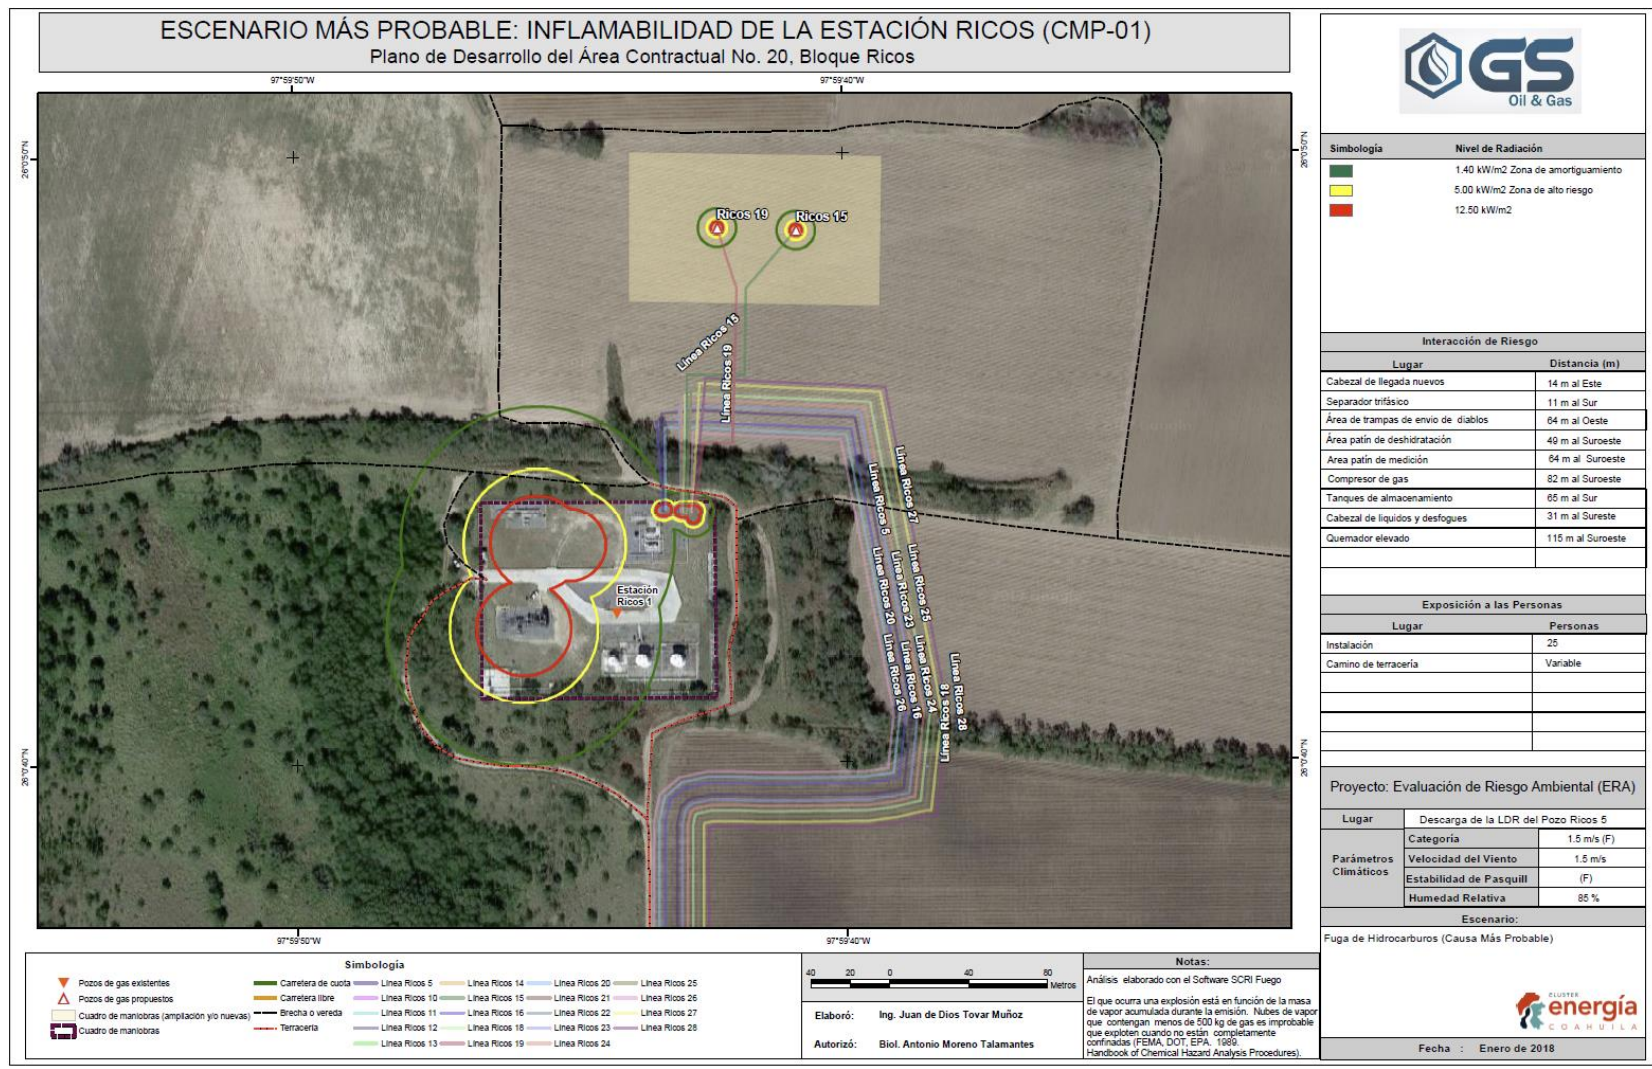 ESCENARIO MÁS PROBABLE: INFLAMABILIDAD DE LA ESTACIÓN RICOS (CMP-01)
Plano de Desarrollo del Área Contractual No. 20, Bloque Ricos
97°59'50"W
97°59'40"W
26°0'50"N
26°0'50"N
Ricos 19
Ricos 15
Línea Ricos 15
Línea Ricos 19
Línea Ricos 5
Línea Ricos 27
Línea Ricos 20
Línea Ricos 23
Línea Ricos 25
Línea Ricos 26
Línea Ricos 16
Línea Ricos 24
Línea Ricos 18
Línea Ricos 28
Estación
Ricos 1
26°0'40"N
26°0'40"N
97°59'50"W
97°59'40"W
GS
Oil & Gas
Simbología Nivel de Radiación
1.40 kW/m2 Zona de amortiguamiento
5.00 kW/m2 Zona de alto riesgo
12.50 kW/m2
Interacción de Riesgo
Lugar Distancia (m)
Cabezal de llegada nuevos 14 m al Este
Separador trifásico 11 m al Sur
Área de trampas de envio de diablos 64 m al Oeste
Área patín de deshidratación 49 m al Suroeste
Area patín de medición 64 m al Suroeste
Compresor de gas 82 m al Suroeste
Tanques de almacenamiento 65 m al Sur
Cabezal de liquidos y desfogues 31 m al Sureste
Quemador elevado 115 m al Suroeste
Exposición a las Personas
Lugar Personas
Instalación 25
Camino de terracería Variable
Proyecto: Evaluación de Riesgo Ambiental (ERA)
Lugar Descarga de la LDR del Pozo Ricos 5
Parámetros Climáticos
Categoría 1.5 m/s (F)
Velocidad del Viento 1.5 m/s
Estabilidad de Pasquill (F)
Humedad Relativa 85 %
Escenario:
Fuga de Hidrocarburos (Causa Más Probable)
CLUSTER
energía
COAHUILA
Fecha : Enero de 2018
Simbología
Pozos de gas existentes
Pozos de gas propuestos
Cuadro de maniobras (ampliación y/o nuevas)
Cuadro de maniobras
Carretera de cuota
Carretera libre
Brecha o vereda
Terracería
Línea Ricos 5
Línea Ricos 10
Línea Ricos 11
Línea Ricos 12
Línea Ricos 13
Línea Ricos 14
Línea Ricos 15
Línea Ricos 16
Línea Ricos 18
Línea Ricos 19
Línea Ricos 20
Línea Ricos 21
Línea Ricos 22
Línea Ricos 23
Línea Ricos 24
Línea Ricos 25
Línea Ricos 26
Línea Ricos 27
Línea Ricos 28
40 20 0 40 80
Metros
Elaboró: Ing. Juan de Dios Tovar Muñoz
Autorizó: Biol. Antonio Moreno Talamantes
Notas:
Análisis elaborado con el Software SCRI Fuego
El que ocurra una explosión está en función de la masa
de vapor acumulada durante la emisión. Nubes de vapor
que contengan menos de 500 kg de gas es improbable
que exploten cuando no están completamente
confinadas (FEMA, DOT, EPA. 1989.
Handbook of Chemical Hazard Analysis Procedures).